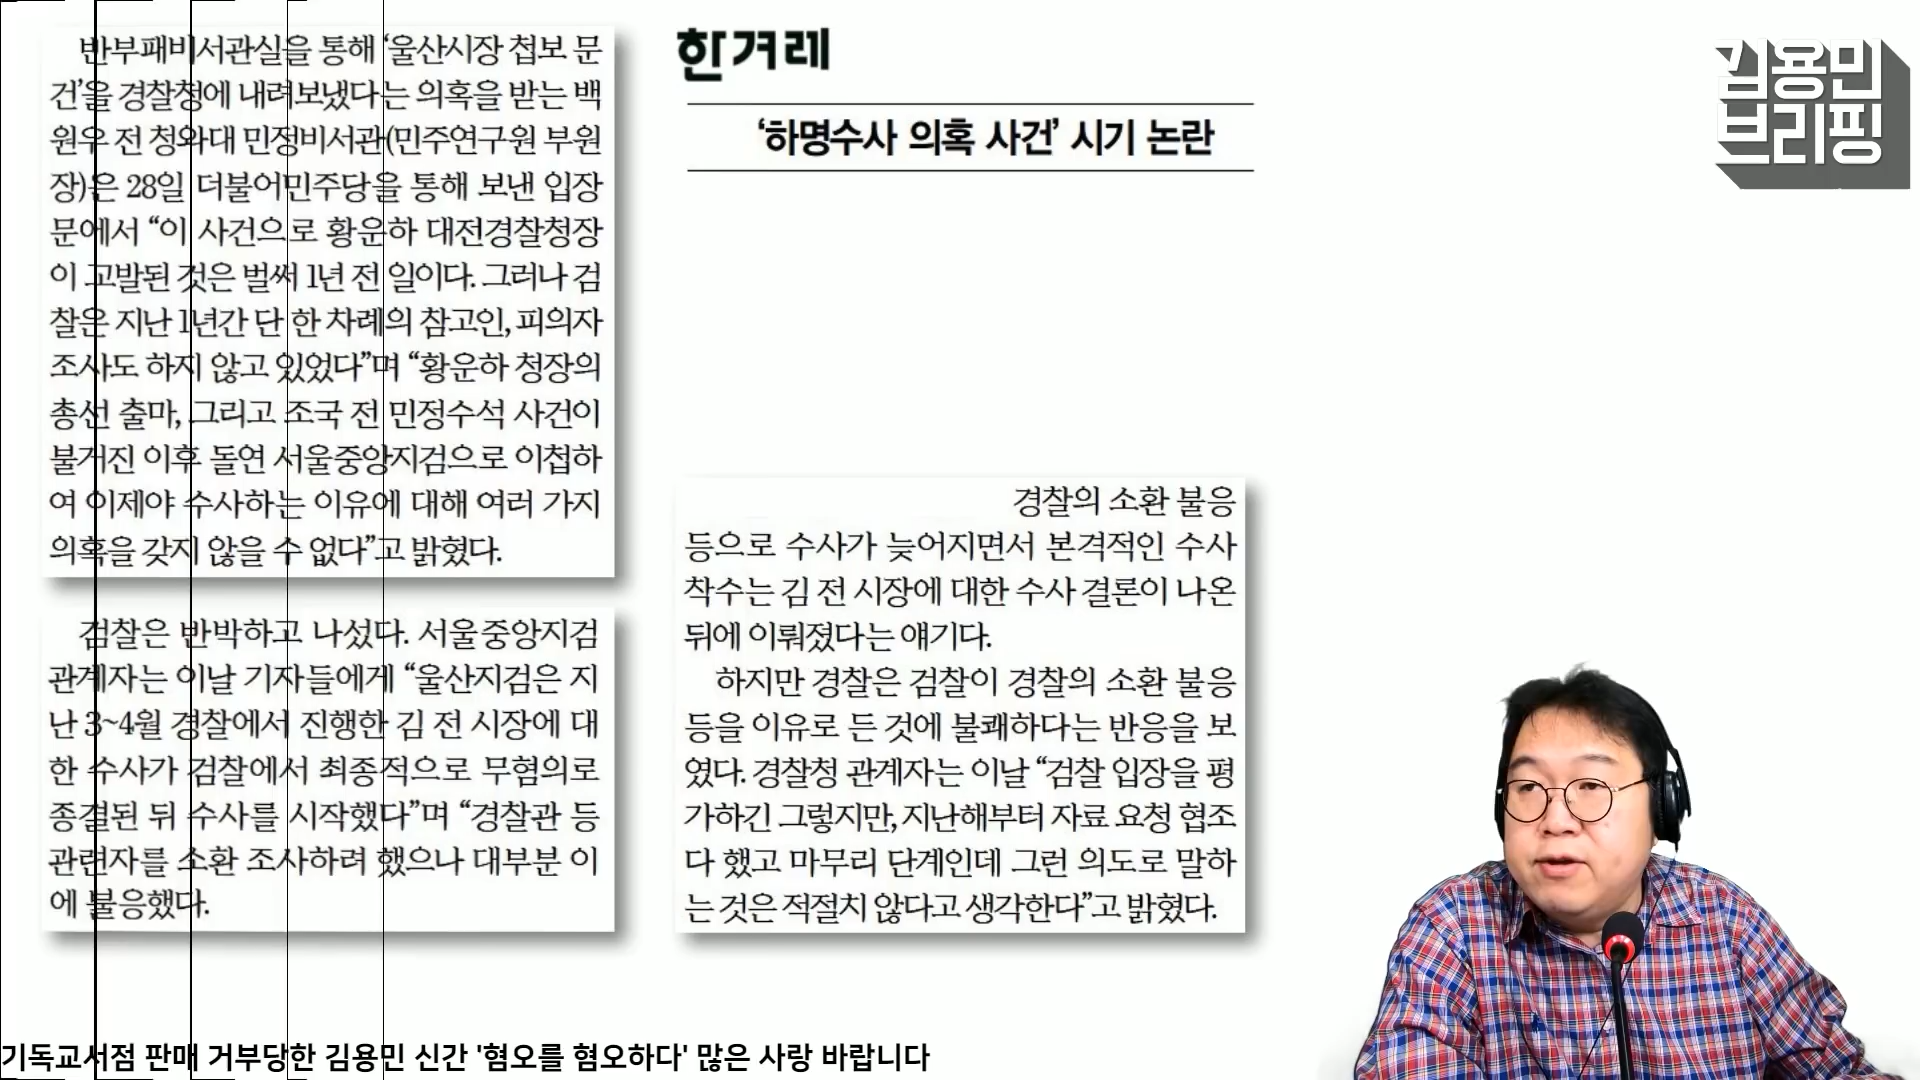 반부패비서관실을 통해 ‘울산시장 첩보 문
건’을 경찰청에 내려보냈다는 의혹을 받는 백
원우 전 청와대 민정비서관(민주연구원 부원
장)은 28일 더불어민주당을 통해 보낸 입장
문에서 “이 사건으로 황운하 대전경찰청장
이 고발된 것은 벌써 1년 전 일이다. 그러나 검
찰은 지난 1년간 단 한 차례의 참고인, 피의자
조사도 하지 않고 있었다”며 “황운하 청장의
총선 출마, 그리고 조국 전 민정수석 사건이
불거진 이후 돌연 서울중앙지검으로 이첩하
여 이제야 수사하는 이유에 대해 여러 가지
의혹을 갖지 않을 수 없다”고 밝혔다.
검찰은 반박하고 나섰다. 서울중앙지검
관계자는 이날 기자들에게 “울산지검은 지
난 3~4월 경찰에서 진행한 김 전 시장에 대
한 수사가 검찰에서 최종적으로 무혐의로
종결된 뒤 수사를 시작했다”며 “경찰관 등
관련자를 소환 조사하려 했으나 대부분 이
에 불응했다.
한겨레
‘하명수사 의혹 사건’ 시기 논란
경찰의 소환 불응
등으로 수사가 늦어지면서 본격적인 수사
착수는 김 전 시장에 대한 수사 결론이 나온
뒤에 이뤄졌다는 얘기다.
하지만 경찰은 검찰이 경찰의 소환 불응
등을 이유로 든 것에 불쾌하다는 반응을 보
였다. 경찰청 관계자는 이날 “검찰 입장을 평
가하긴 그렇지만, 지난해부터 자료 요청 협조
다 했고 마무리 단계인데 그런 의도로 말하
는 것은 적절치 않다고 생각한다”고 밝혔다.
김용민
브리핑
기독교서점 판매 거부당한 김용민 신간 '혐오를 혐오하다' 많은 사랑 바랍니다